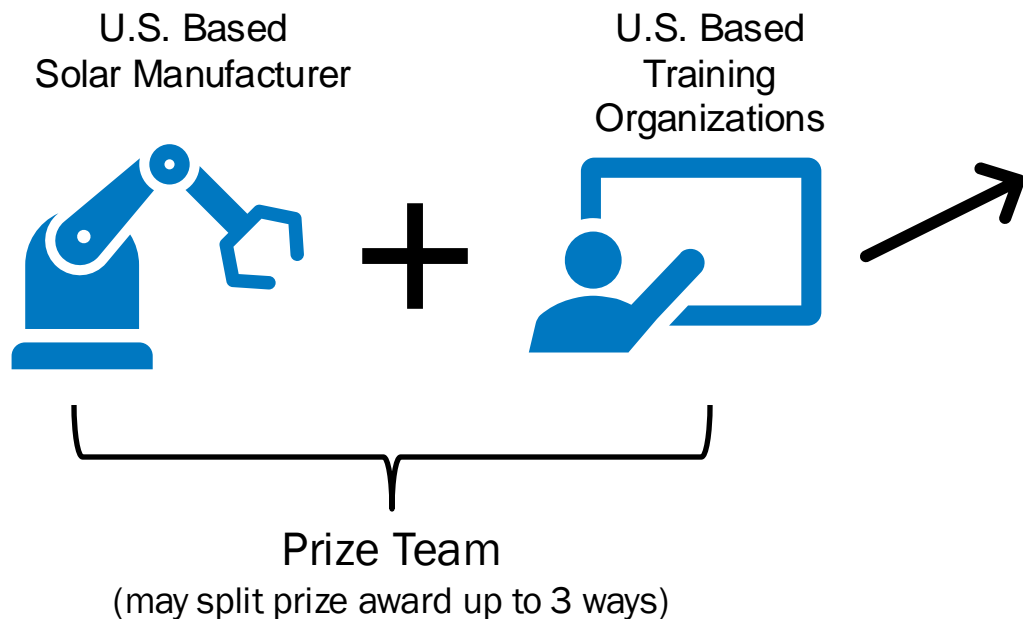 U.S. Based
Solar Manufacturer
U.S. Based
Training
Organizations
Prize Team
(may split prize award up to 3 ways)